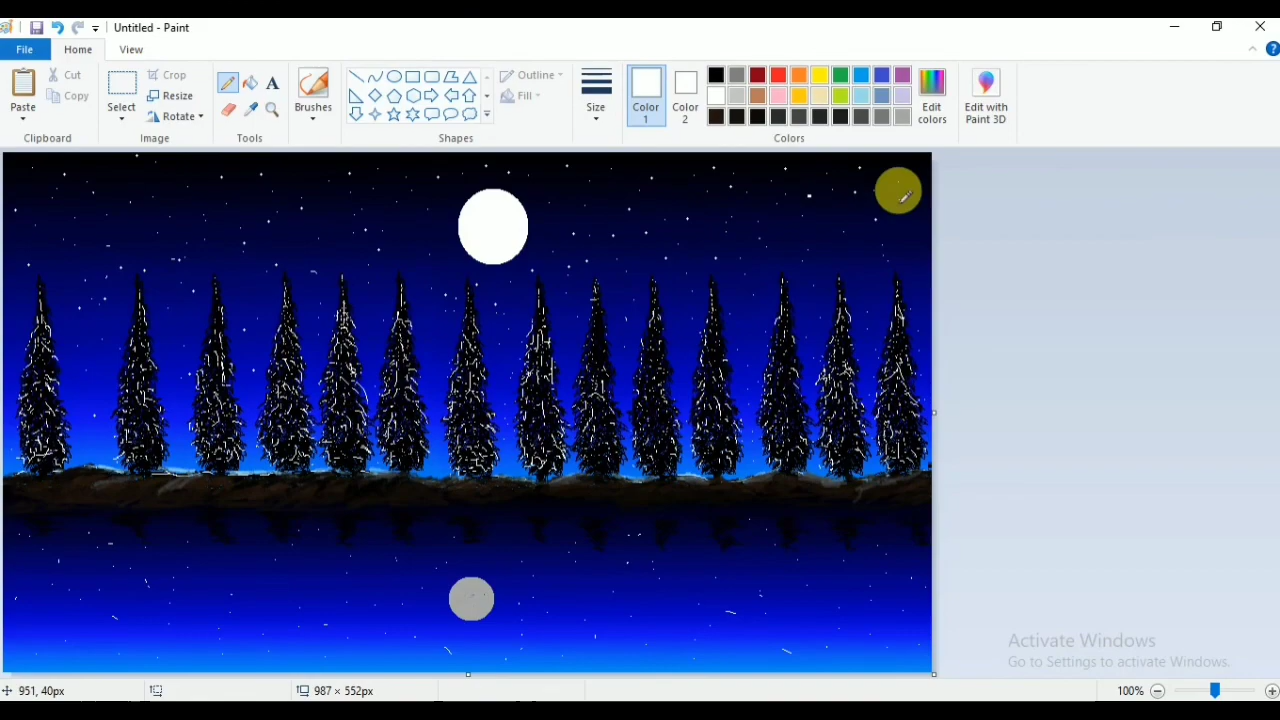 Untitled - Paint
File Home View
Paste
Cut
Copy
Clipboard
Select
Crop
Resize
Rotate
Image
A
Tools
Brushes
Shapes
Outline
Fill
Size
Color 1
Color 2
Colors
Edit colors
Edit with Paint 3D
?
Activate Windows
Go to Settings to activate Windows.
951, 40px
987 × 552px
100%